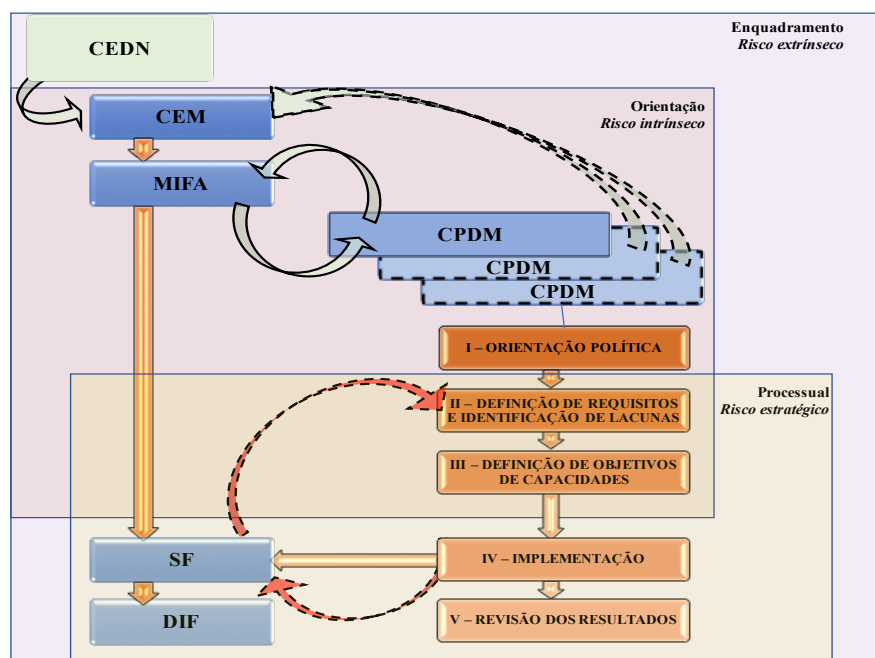 Enquadramento
Risco extrínseco
CEDN
Orientação
Risco intrínseco
CEM
MIFA
CPDM
CPDM
CPDM
I – ORIENTAÇÃO POLÍTICA
Processual
Risco estratégico
II – DEFINIÇÃO DE REQUISITOS
E IDENTIFICAÇÃO DE LACUNAS
III – DEFINIÇÃO DE OBJETIVOS
DE CAPACIDADES
SF
IV – IMPLEMENTAÇÃO
DIF
V – REVISÃO DOS RESULTADOS